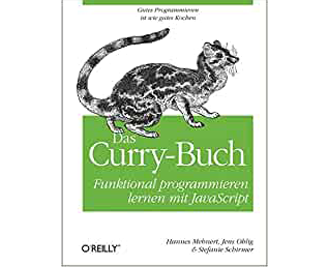 Gutes Programmieren
ist wie gutes Kochen
Das
Curry-Buch
Funktional programmieren
lernen mit JavaScript
O'REILLY®
Hannes Mehnert, Jens Ohlig
& Stefanie Schirmer